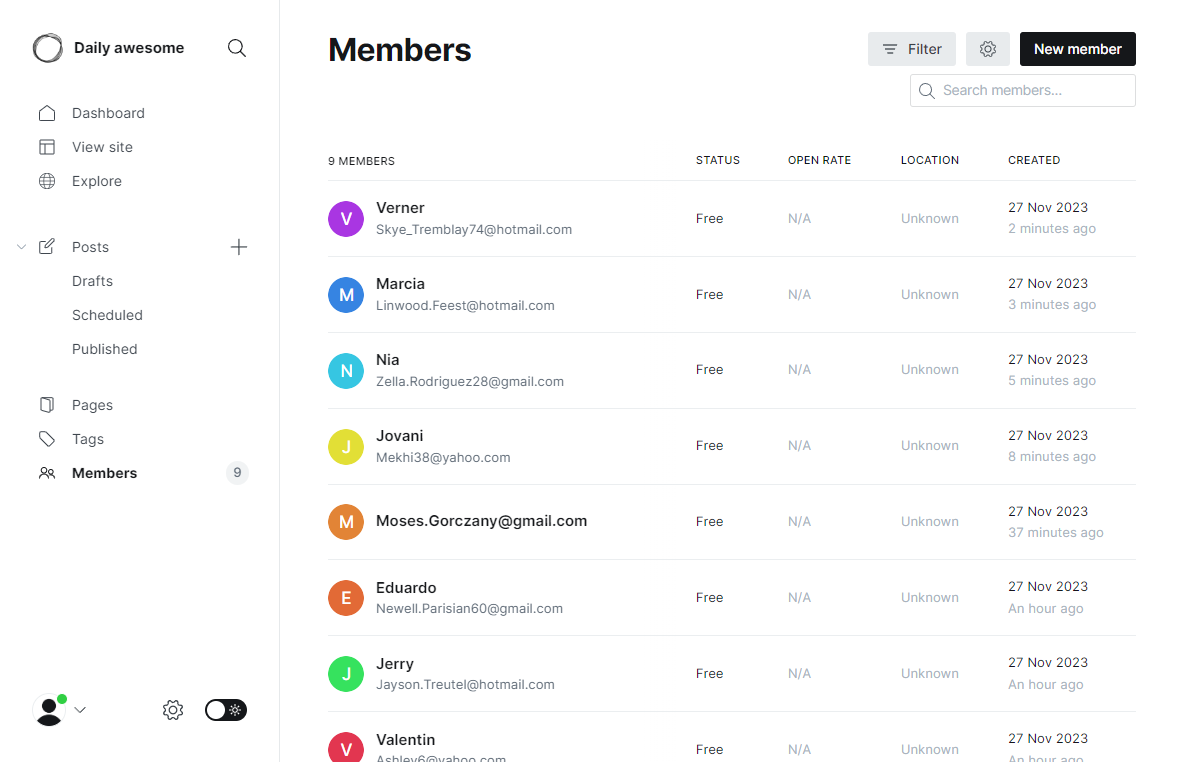 Daily awesome
Dashboard
View site
Explore
Posts
Drafts
Scheduled
Published
Pages
Tags
Members 9
Members
Filter
New member
Search members...
9 MEMBERS STATUS OPEN RATE LOCATION CREATED
V Verner Free N/A Unknown 27 Nov 2023
Skye_Tremblay74@hotmail.com 2 minutes ago
M Marcia Free N/A Unknown 27 Nov 2023
Linwood.Feest@hotmail.com 3 minutes ago
N Nia Free N/A Unknown 27 Nov 2023
Zella.Rodriguez28@gmail.com 5 minutes ago
J Jovani Free N/A Unknown 27 Nov 2023
Mekhi38@yahoo.com 8 minutes ago
M Moses.Gorczany@gmail.com Free N/A Unknown 27 Nov 2023
37 minutes ago
E Eduardo Free N/A Unknown 27 Nov 2023
Newell.Parisian60@gmail.com An hour ago
J Jerry Free N/A Unknown 27 Nov 2023
Jayson.Treutel@hotmail.com An hour ago
V Valentin Free N/A Unknown 27 Nov 2023
Ashley6@yahoo.com An hour ago